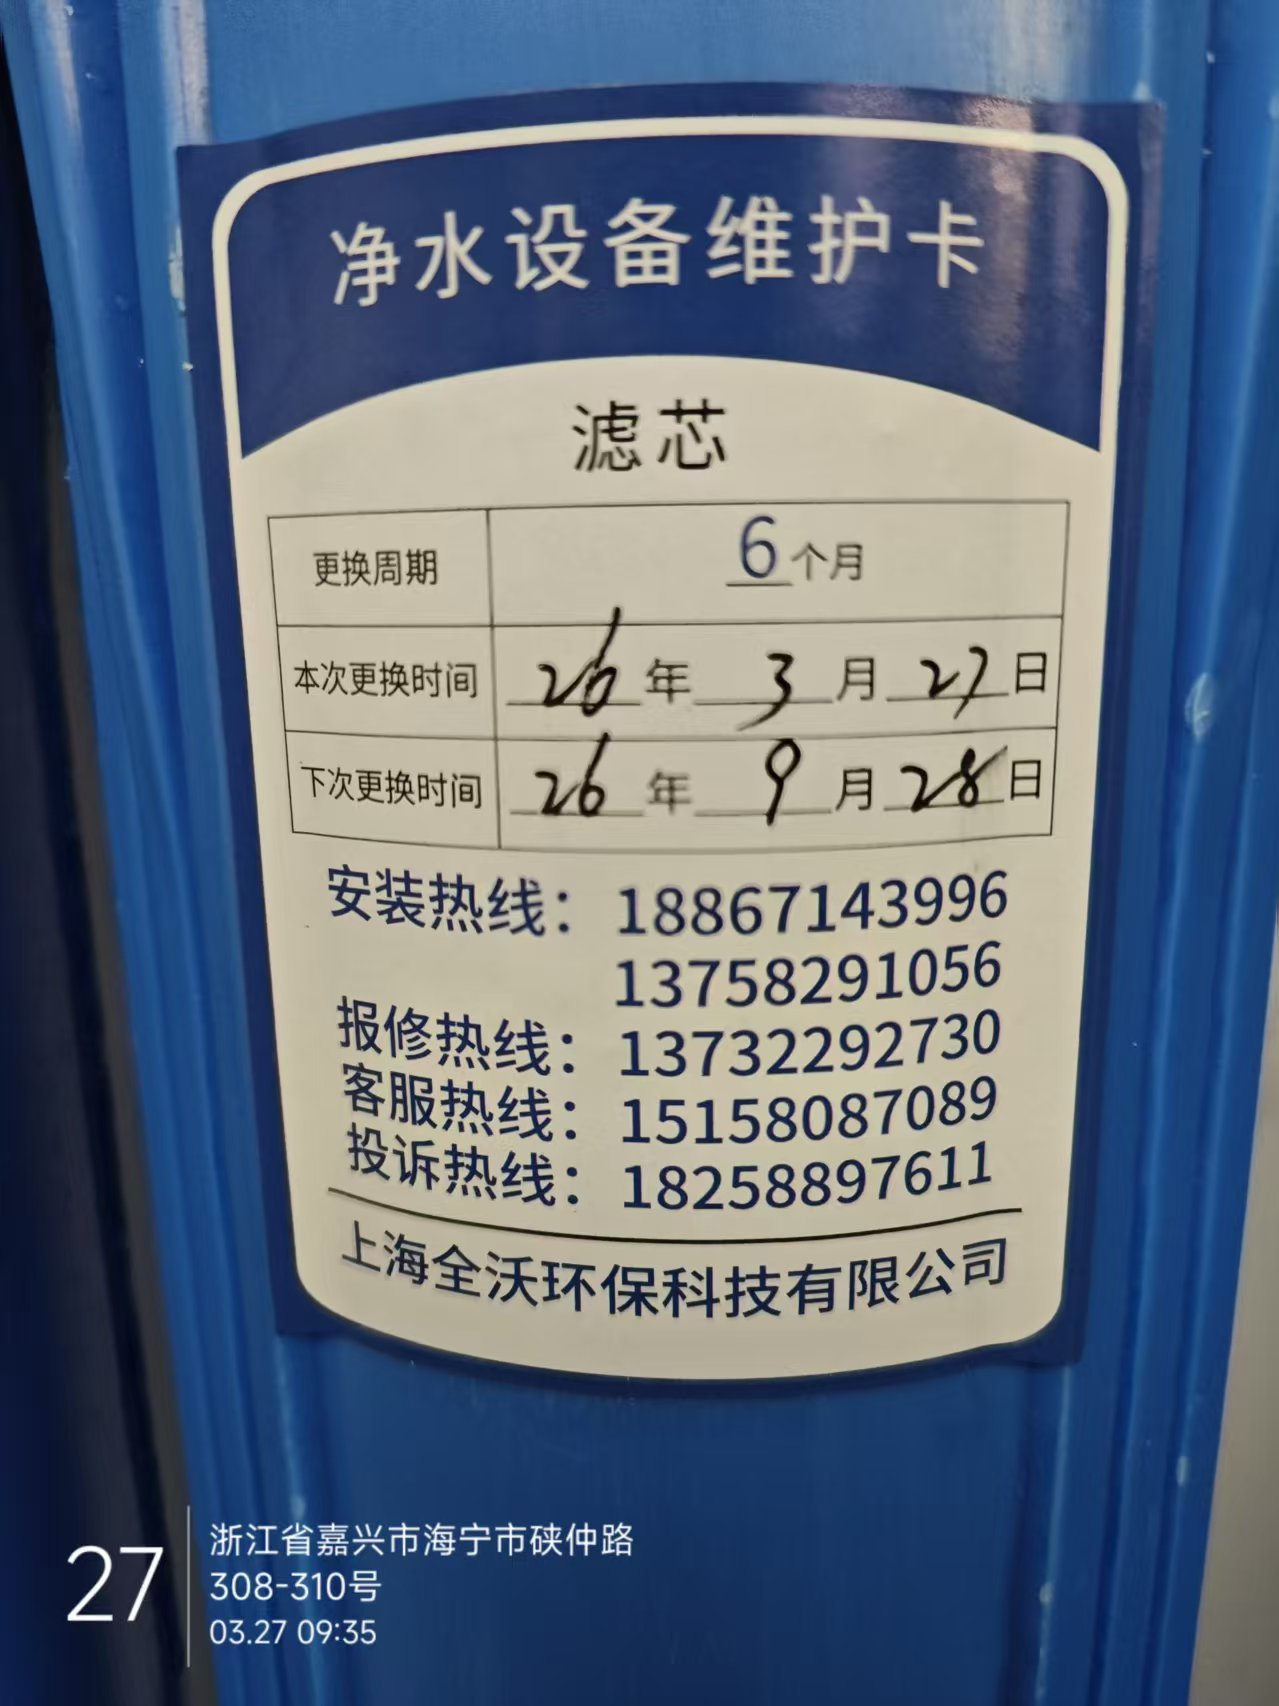 净水设备维护卡
滤芯
更换周期 6个月
本次更换时间 26年3月27日
下次更换时间 26年9月28日
安装热线：18867143996
13758291056
报修热线：13732292730
客服热线：15158087089
投诉热线：18258897611
上海全沃环保科技有限公司
27
浙江省嘉兴市海宁市硖仲路
308-310号
03.27 09:35